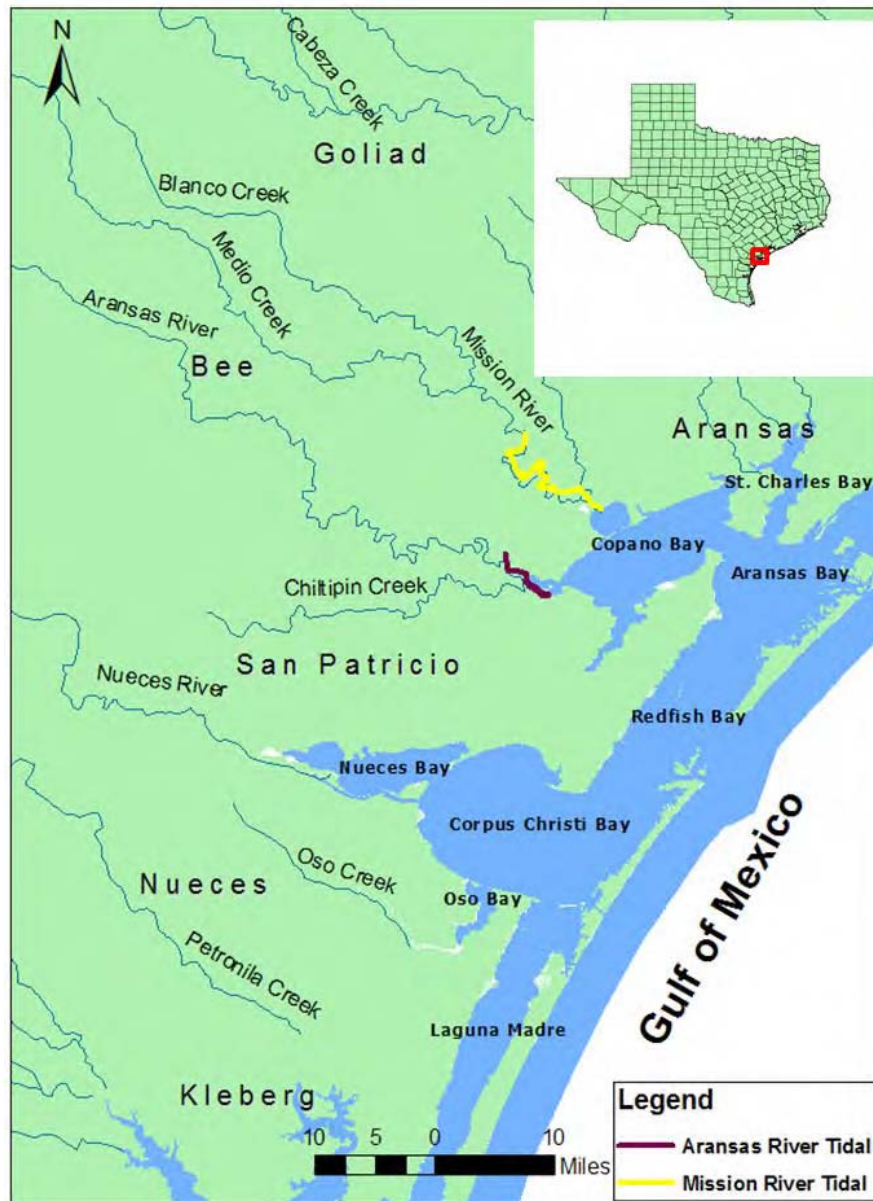 N
Cabeza Creek
Goliad
Blanco Creek
Medio Creek
Aransas River
Mission River
Bee
Aransas
St. Charles Bay
Copano Bay
Aransas Bay
Chiltipin Creek
San Patricio
Nueces River
Redfish Bay
Nueces Bay
Corpus Christi Bay
Oso Creek
Nueces
Oso Bay
Petronila Creek
Gulf of Mexico
Laguna Madre
Kleberg
10 5 0 10
Miles
Legend
Aransas River Tidal
Mission River Tidal